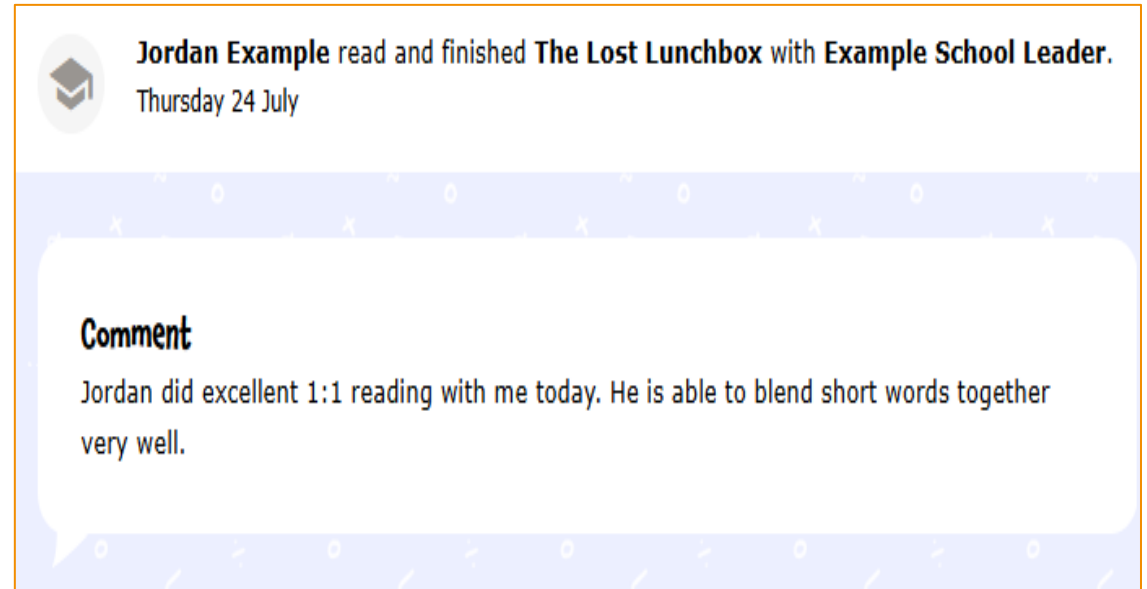 Jordan Example read and finished The Lost Lunchbox with Example School Leader.
Thursday 24 July
Comment
Jordan did excellent 1:1 reading with me today. He is able to blend short words together
very well.